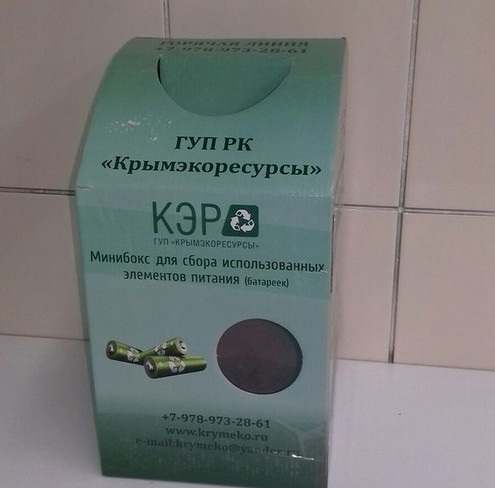 ГОРЯЧАЯ ЛИНИЯ
+7-978-973-28-61
ГУП РК
«Крымэкоресурсы»
КЭР
ГУП «КРЫМЭКОРЕСУРСЫ»
Минибокс для сбора использованных
элементов питания (батареек)
+7-978-973-28-61
www.krymeko.ru
e-mail:krymeko@yandex.ru